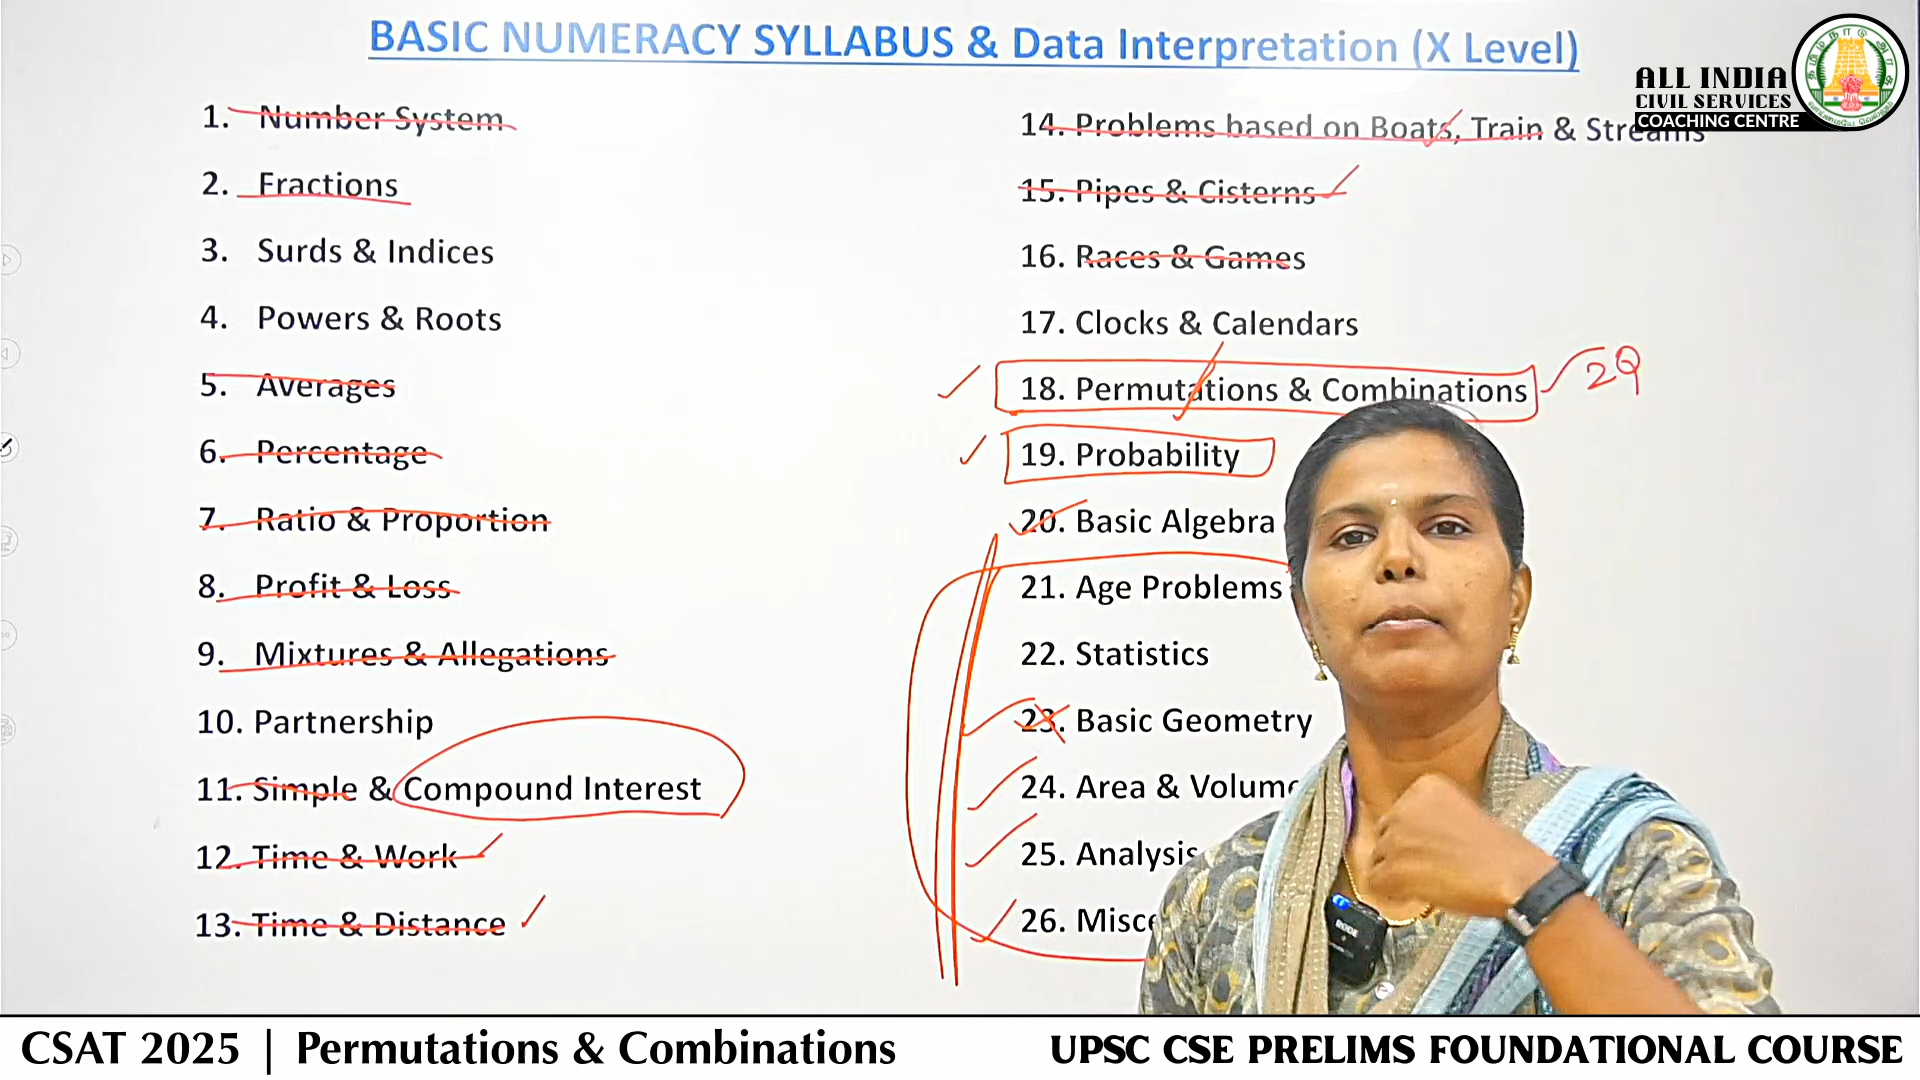 BASIC NUMERACY SYLLABUS & Data Interpretation (X Level)
ALL INDIA
CIVIL SERVICES
COACHING CENTRE
1. Number System
2. Fractions
3. Surds & Indices
4. Powers & Roots
5. Averages
6. Percentage
7. Ratio & Proportion
8. Profit & Loss
9. Mixtures & Allegations
10. Partnership
11. Simple & Compound Interest
12. Time & Work
13. Time & Distance
14. Problems based on Boats, Train & Streams
15. Pipes & Cisterns
16. Races & Games
17. Clocks & Calendars
18. Permutations & Combinations
2Q
19. Probability
20. Basic Algebra
21. Age Problems
22. Statistics
23. Basic Geometry
24. Area & Volume
25. Analysis
26.
CSAT 2025 | Permutations & Combinations
UPSC CSE PRELIMS FOUNDATIONAL COURSE